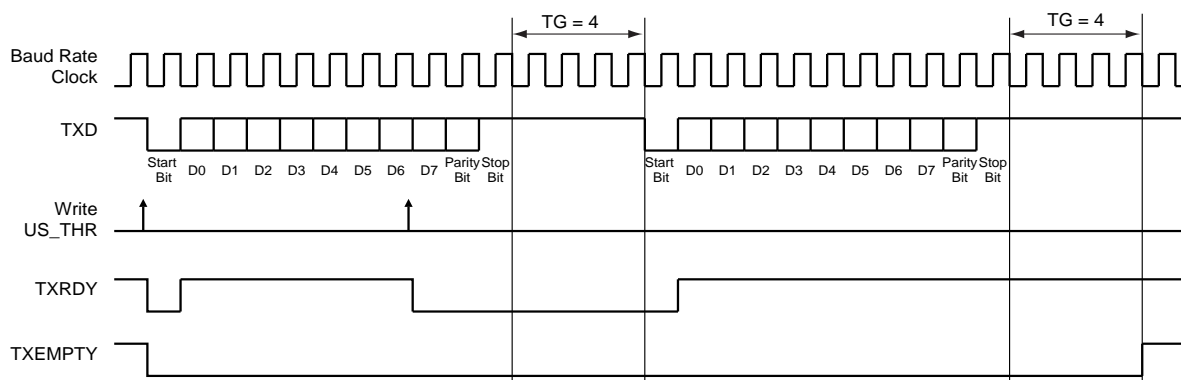 TG = 4
TG = 4
Baud Rate
Clock
TXD
Start
Bit
D0
D1
D2
D3
D4
D5
D6
D7
Parity
Bit
Stop
Bit
Start
Bit
D0
D1
D2
D3
D4
D5
D6
D7
Parity
Bit
Stop
Bit
Write
US_THR
TXRDY
TXEMPTY